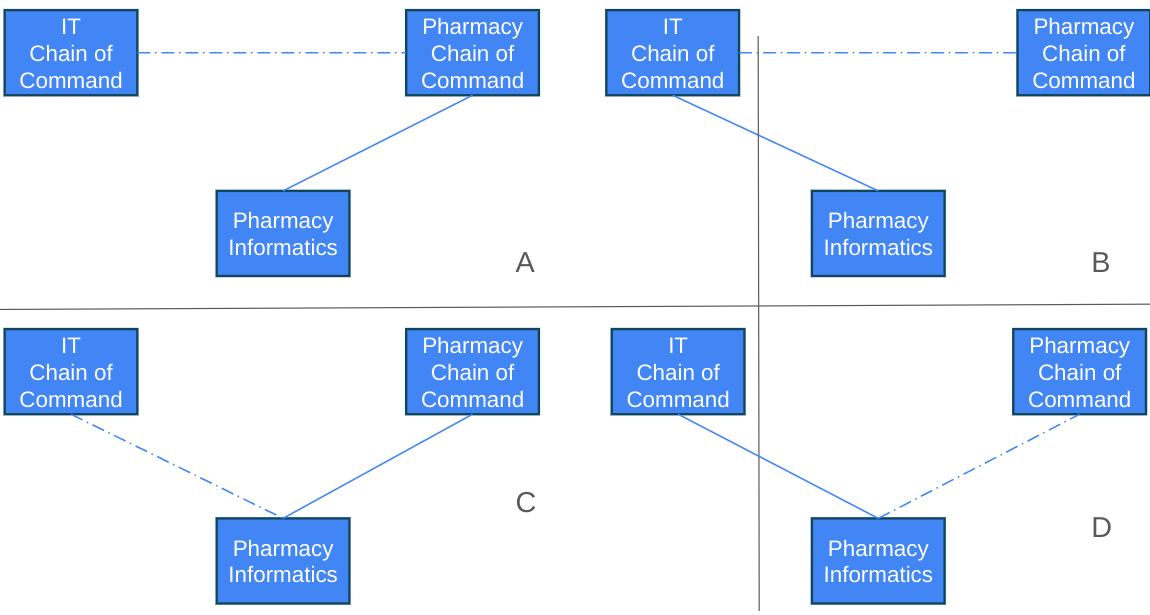 IT
Chain of
Command
Pharmacy
Chain of
Command
Pharmacy
Informatics
A
IT
Chain of
Command
Pharmacy
Chain of
Command
Pharmacy
Informatics
B
IT
Chain of
Command
Pharmacy
Chain of
Command
Pharmacy
Informatics
C
IT
Chain of
Command
Pharmacy
Chain of
Command
Pharmacy
Informatics
D